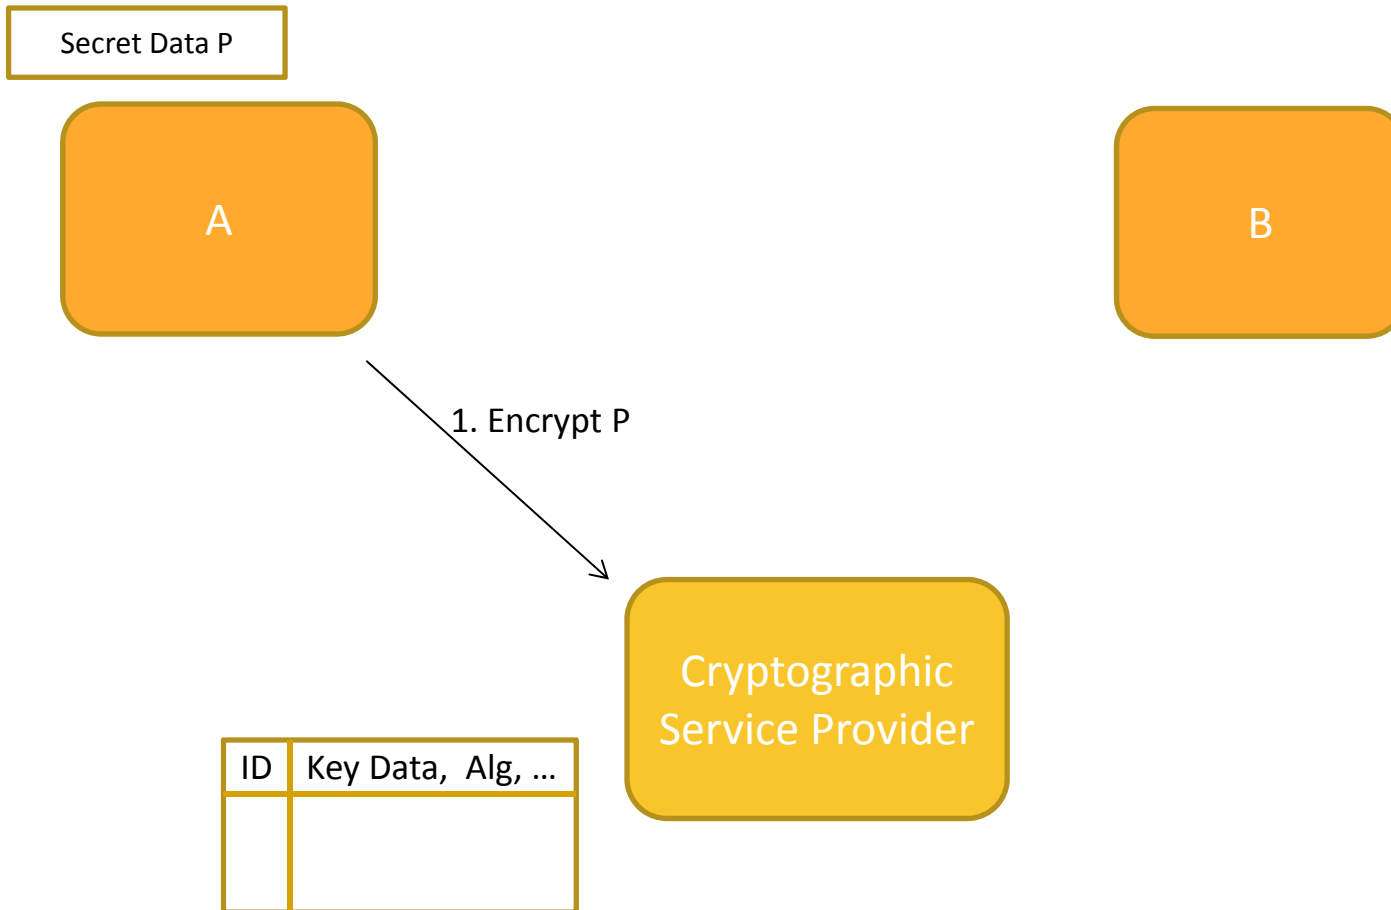 Secret Data P
A
B
1. Encrypt P
Cryptographic
Service Provider
ID
Key Data, Alg, ...